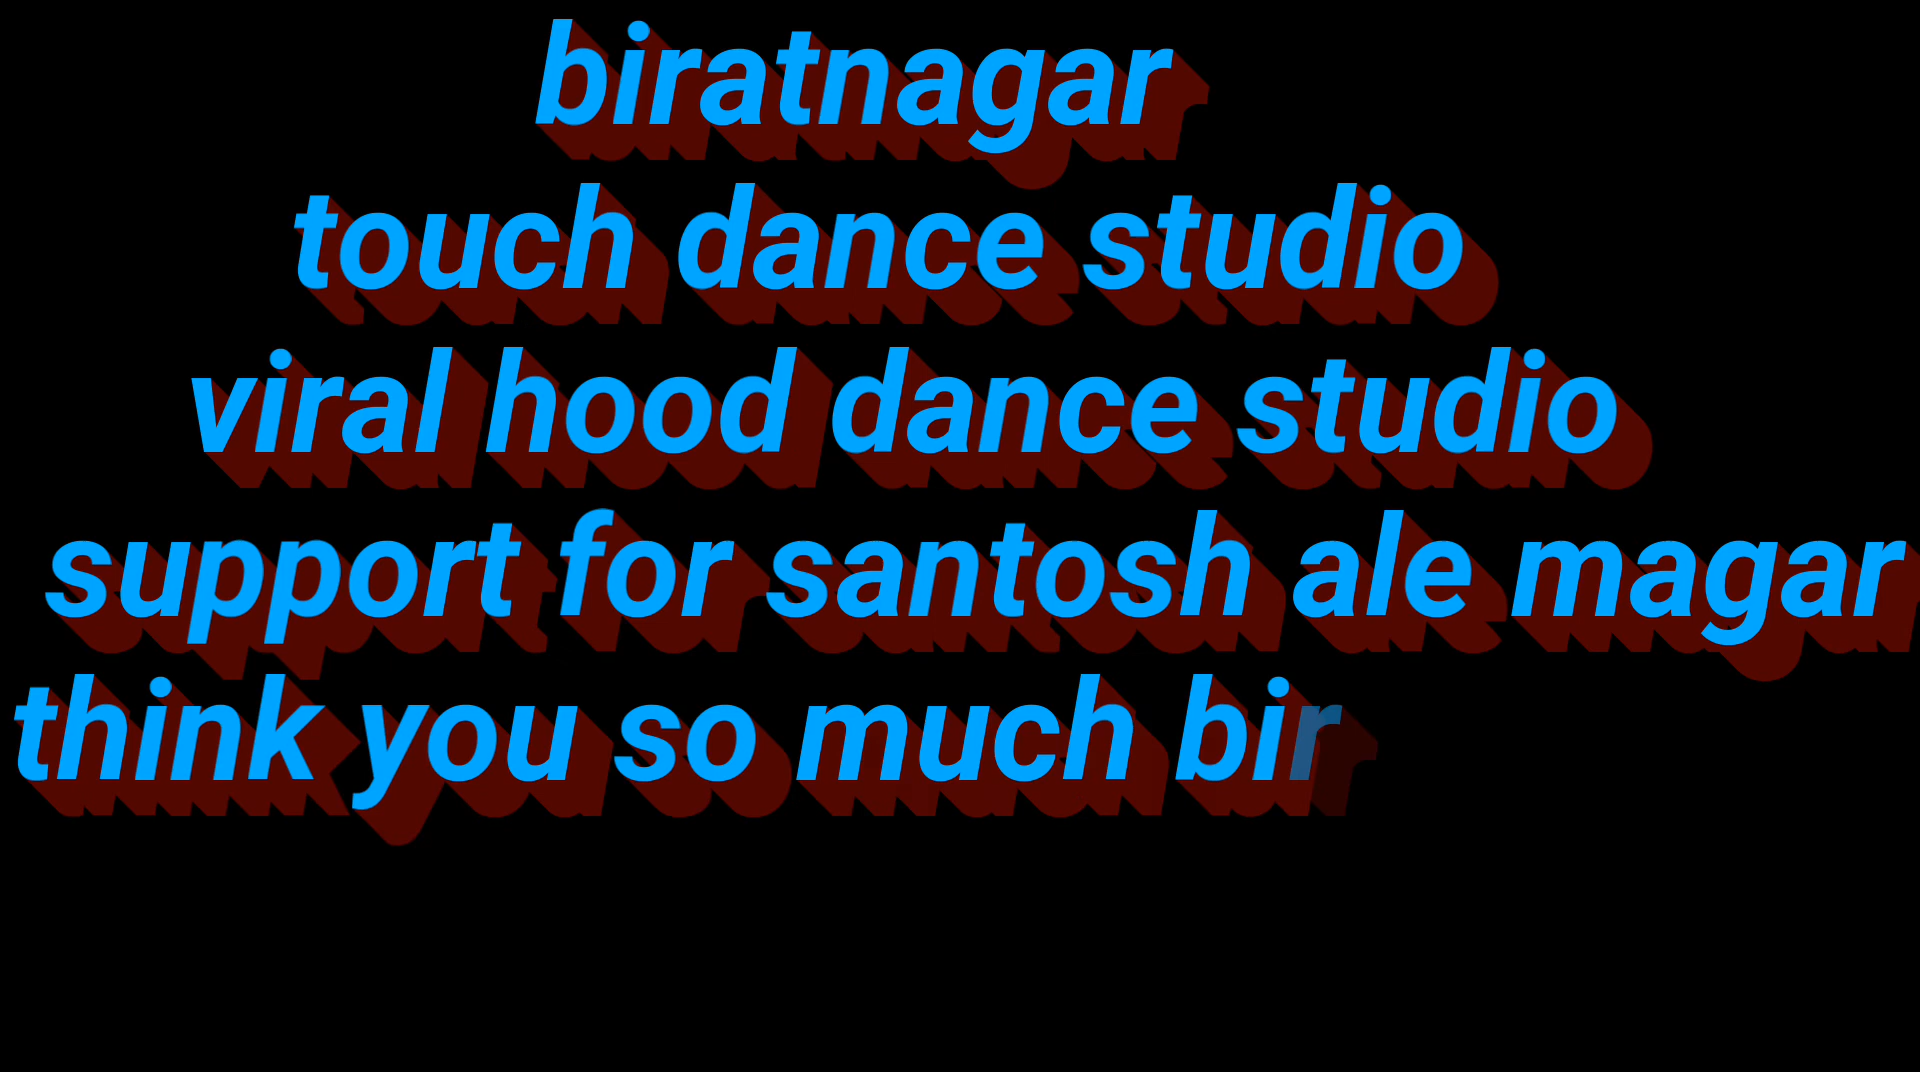 biratnagar
touch dance studio
viral hood dance studio
support for santosh ale magar
think you so much bir